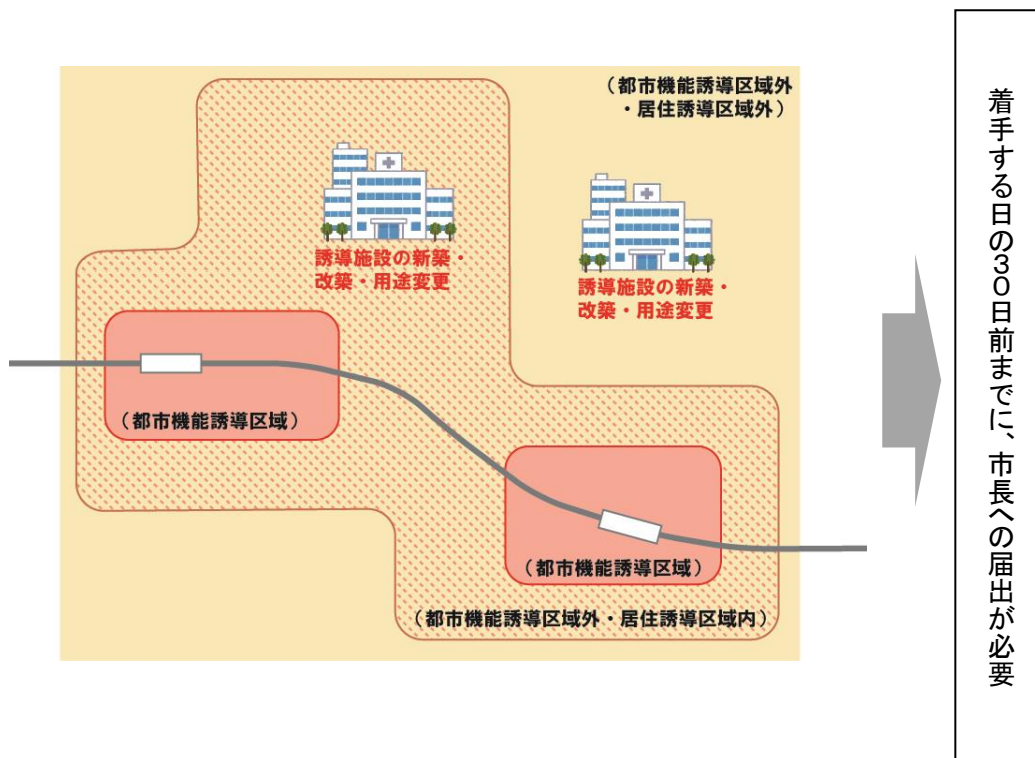 （都市機能誘導区域外
・居住誘導区域外）
誘導施設の新築・
改築・用途変更
誘導施設の新築・
改築・用途変更
（都市機能誘導区域）
（都市機能誘導区域）
（都市機能誘導区域外・居住誘導区域内）
着手する日の３０日前までに、市長への届出が必要